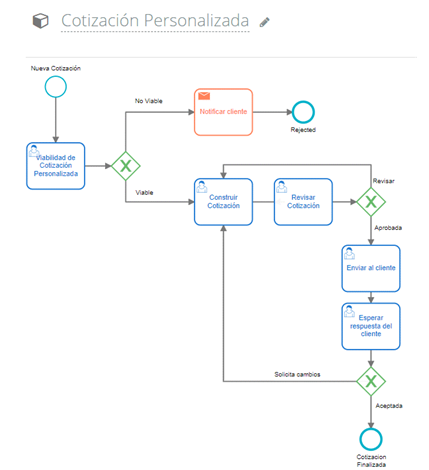 Cotización Personalizada
Nueva Cotización
No Viable
Notificar cliente
Rejected
Viabilidad de
Cotización
Personalizada
Viable
Construir
Cotización
Revisar
Cotización
Revisar
Aprobada
Enviar al cliente
Esperar
respuesta del
cliente
Solicita cambios
Aceptada
Cotizacion
Finalizada